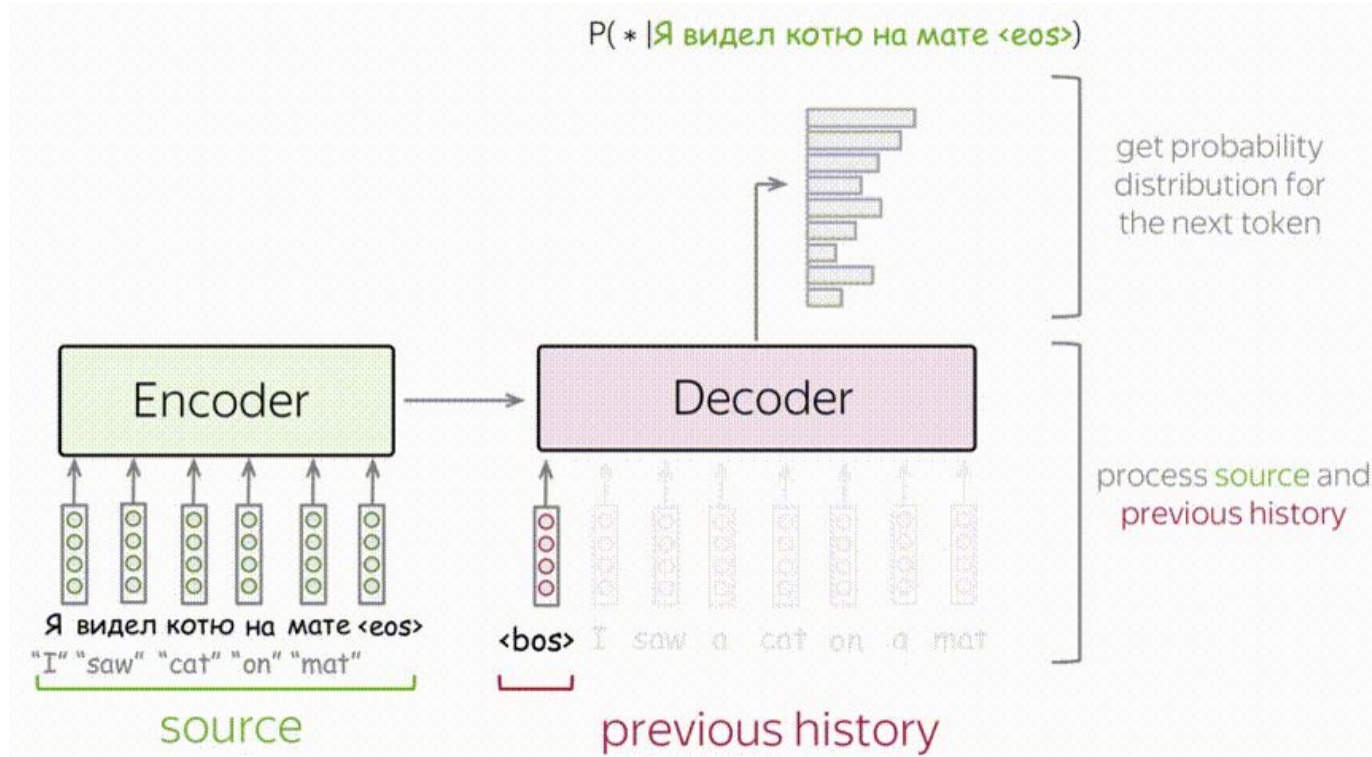 P( * |Я видел котю на мате <eos>)
get probability
distribution for
the next token
Encoder
Decoder
process source and
previous history
Я видел котю на мате <eos>
"I" "saw" "cat" "on" "mat"
<bos> I saw a cat on a mat
source
previous history